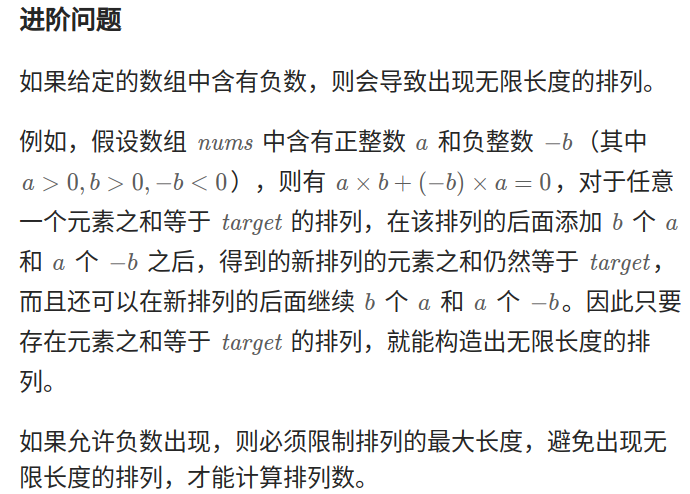 进阶问题
如果给定的数组中含有负数，则会导致出现无限长度的排列。
例如，假设数组 nums 中含有正整数 a 和负整数 −b（其中
a > 0, b > 0, −b < 0），则有 a × b + (−b) × a = 0，对于任意
一个元素之和等于 target 的排列，在该排列的后面添加 b 个 a
和 a 个 −b 之后，得到的新排列的元素之和仍然等于 target，
而且还可以在新排列的后面继续 b 个 a 和 a 个 −b。因此只要
存在元素之和等于 target 的排列，就能构造出无限长度的排
列。
如果允许负数出现，则必须限制排列的最大长度，避免出现无
限长度的排列，才能计算排列数。